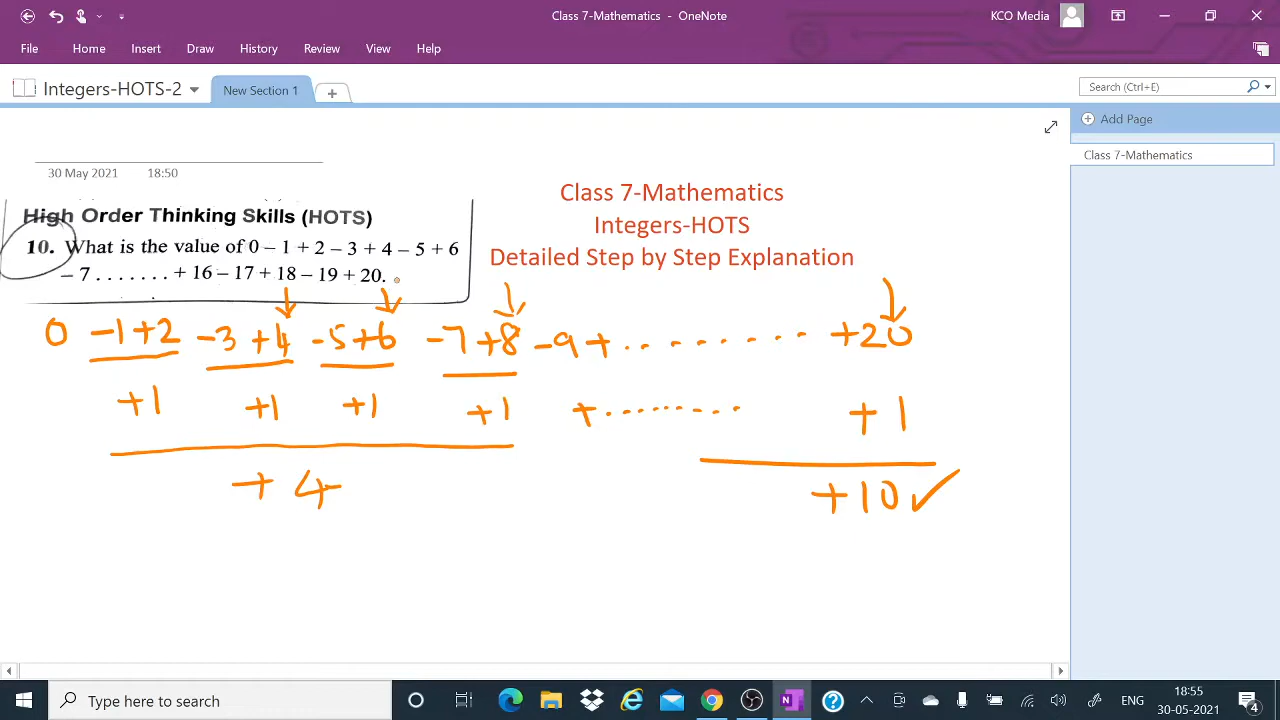 Class 7-Mathematics - OneNote
KCO Media
File Home Insert Draw History Review View Help
Integers-HOTS-2
New Section 1
Search (Ctrl+E)
Add Page
Class 7-Mathematics
30 May 2021 18:50
Class 7-Mathematics
Integers-HOTS
Detailed Step by Step Explanation
High Order Thinking Skills (HOTS)
10. What is the value of 0 – 1 + 2 – 3 + 4 – 5 + 6
– 7 . . . . . . . + 16 – 17 + 18 – 19 + 20.
0 -1+2 -3+4 -5+6 -7+8 -9+ .......... +20
+1 +1 +1 +1 +......... +1
+4 +10 ✓
Type here to search
ENG
18:55
30-05-2021
4